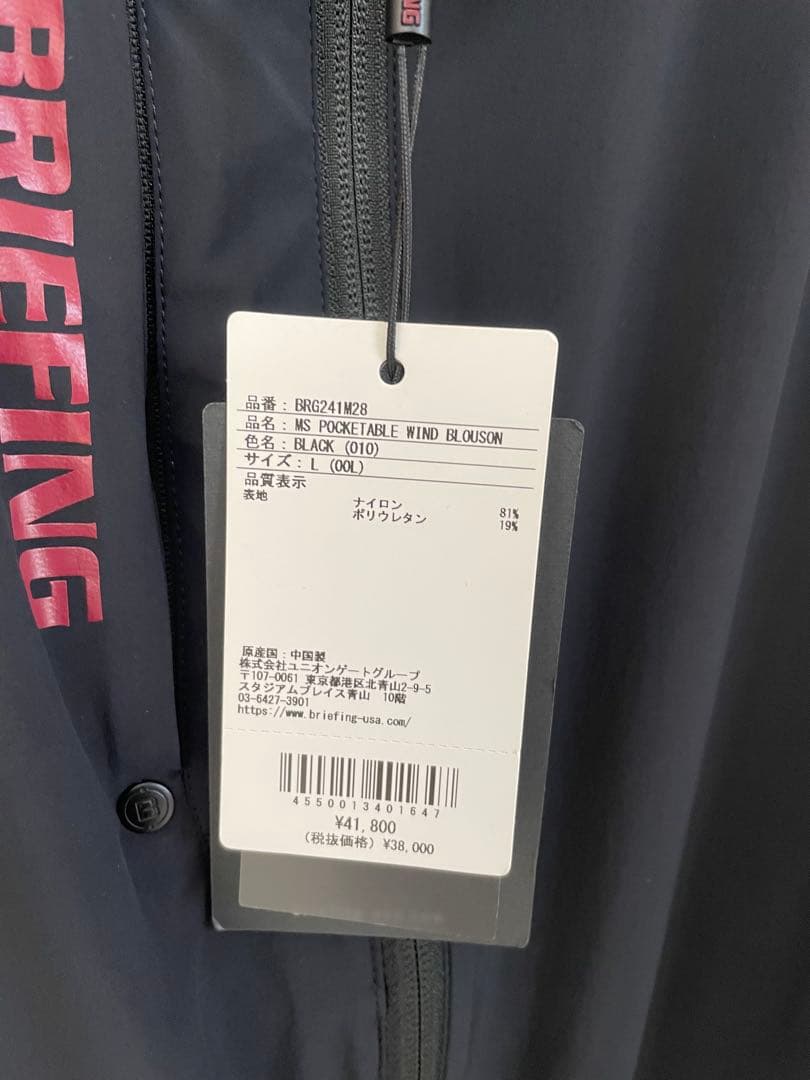 BRIEFING
NG
品番 : BRG241M28
品名 : MS POCKETABLE WIND BLOUSON
色名 : BLACK (010)
サイズ : L (00L)
品質表示
表地
ナイロン 81%
ポリウレタン 19%
原産国 : 中国製
株式会社ユニオンゲートグループ
〒107-0061 東京都港区北青山2-9-5
スタジアムプレイス青山 10階
03-6427-3901
https://www.briefing-usa.com/
4550013401647
¥41,800
(税抜価格) ¥38,000
B